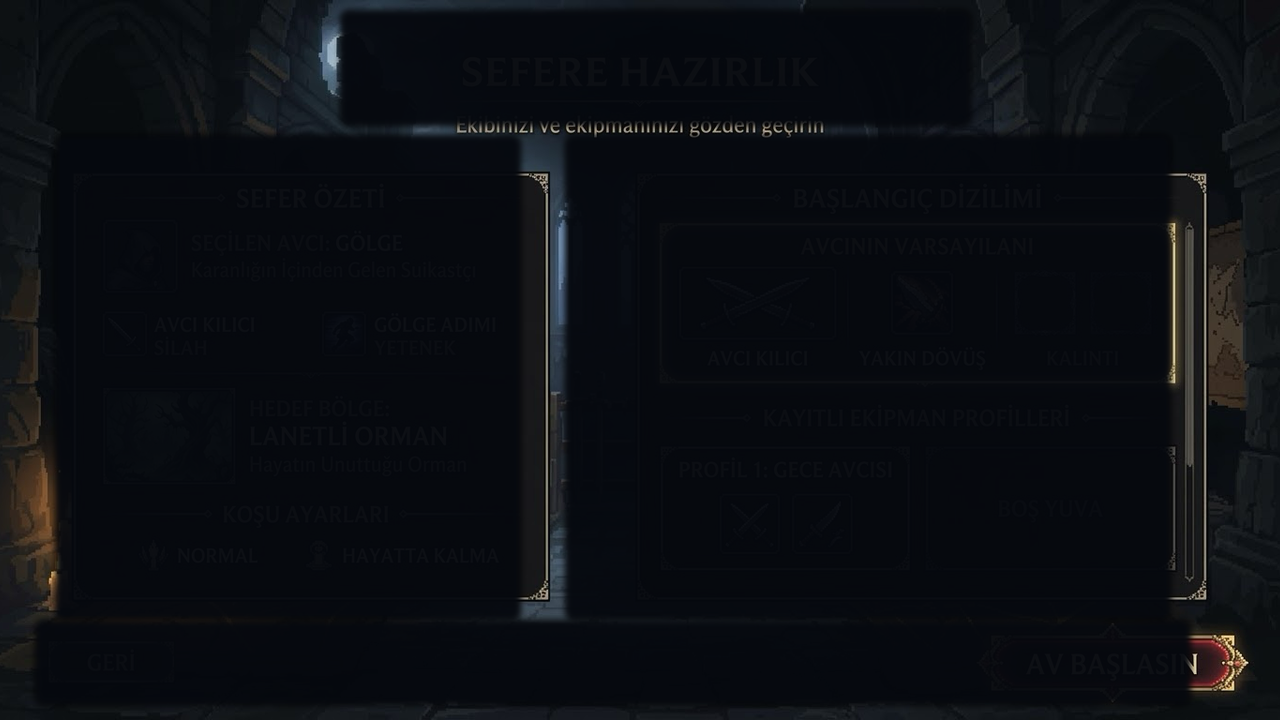 SEFERE HAZIRLIK
Ekibinizi ve ekipmanınızı gözden geçirin
SEFER ÖZETİ
SEÇİLEN AVCI: GÖLGE
Karanlığın İçinden Gelen Suikastçi
AVCI KILICI
SİLAH
GÖLGE ADIMI
YETENEK
HEDEF BÖLGE:
LANETLİ ORMAN
Hayatın Unuttuğu Orman
KOŞU AYARLARI
NORMAL
HAYATTA KALMA
BAŞLANGIÇ DİZİLİMİ
AVCININ VARSAYILANI
AVCI KILICI
YAKIN DÖVÜŞ
KALINTI
KAYITLI EKİPMAN PROFİLLERİ
PROFİL 1: GECE AVCISI
BOŞ YUVA
GERİ
AV BAŞLASIN